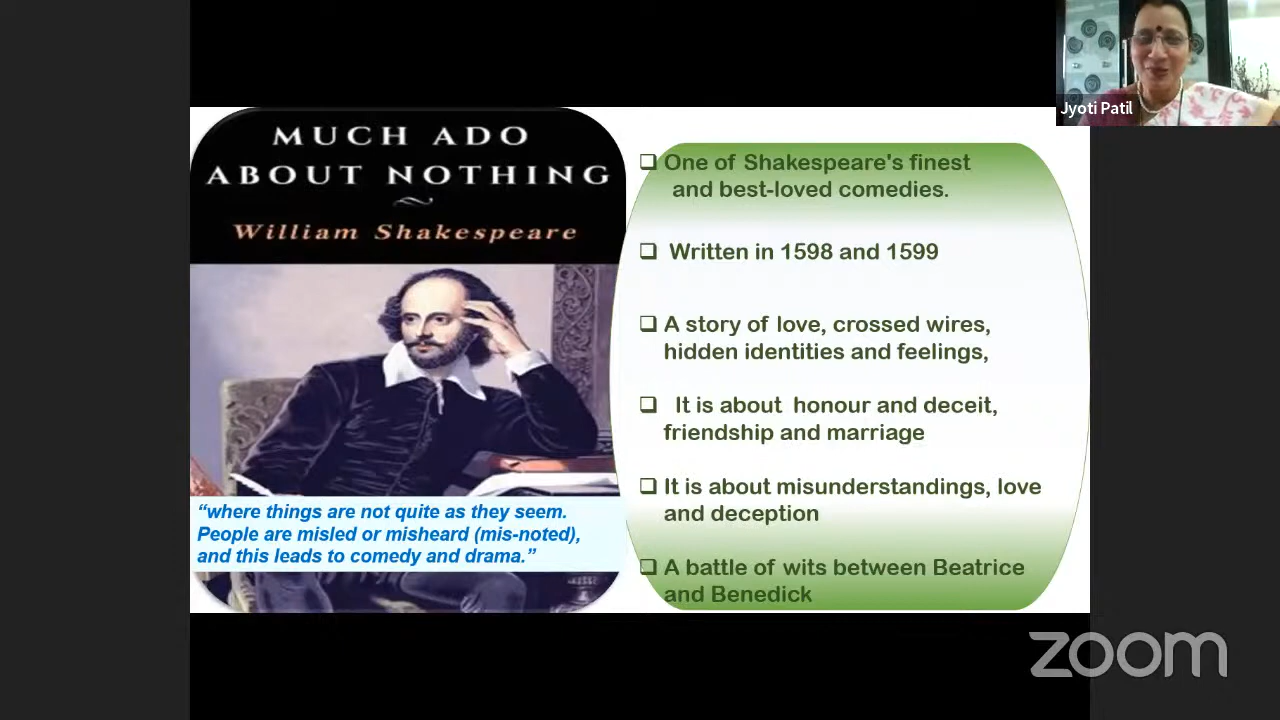 MUCH ADO
ABOUT NOTHING
William Shakespeare
“where things are not quite as they seem.
People are misled or misheard (mis-noted),
and this leads to comedy and drama.”
❑ One of Shakespeare's finest
and best-loved comedies.
❑ Written in 1598 and 1599
❑ A story of love, crossed wires,
hidden identities and feelings,
❑ It is about honour and deceit,
friendship and marriage
❑ It is about misunderstandings, love
and deception
❑ A battle of wits between Beatrice
and Benedick
Jyoti Patil
zoom